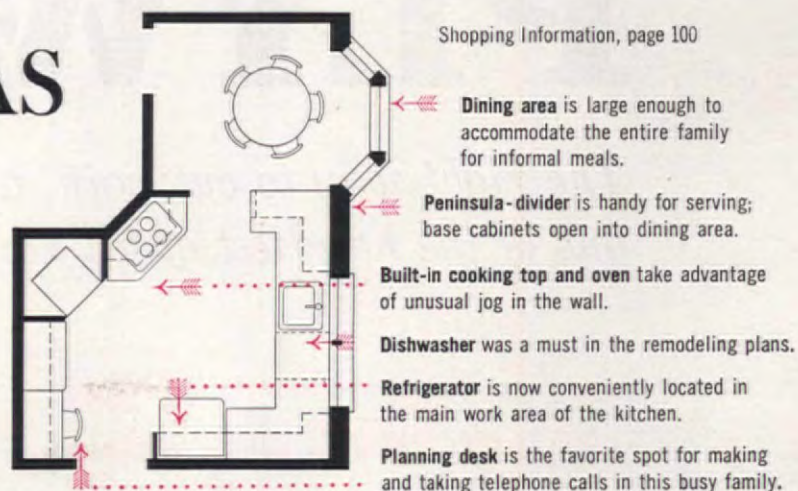 AS
Shopping Information, page 100
Dining area is large enough to
accommodate the entire family
for informal meals.
Peninsula-divider is handy for serving;
base cabinets open into dining area.
Built-in cooking top and oven take advantage
of unusual jog in the wall.
Dishwasher was a must in the remodeling plans.
Refrigerator is now conveniently located in
the main work area of the kitchen.
Planning desk is the favorite spot for making
and taking telephone calls in this busy family.